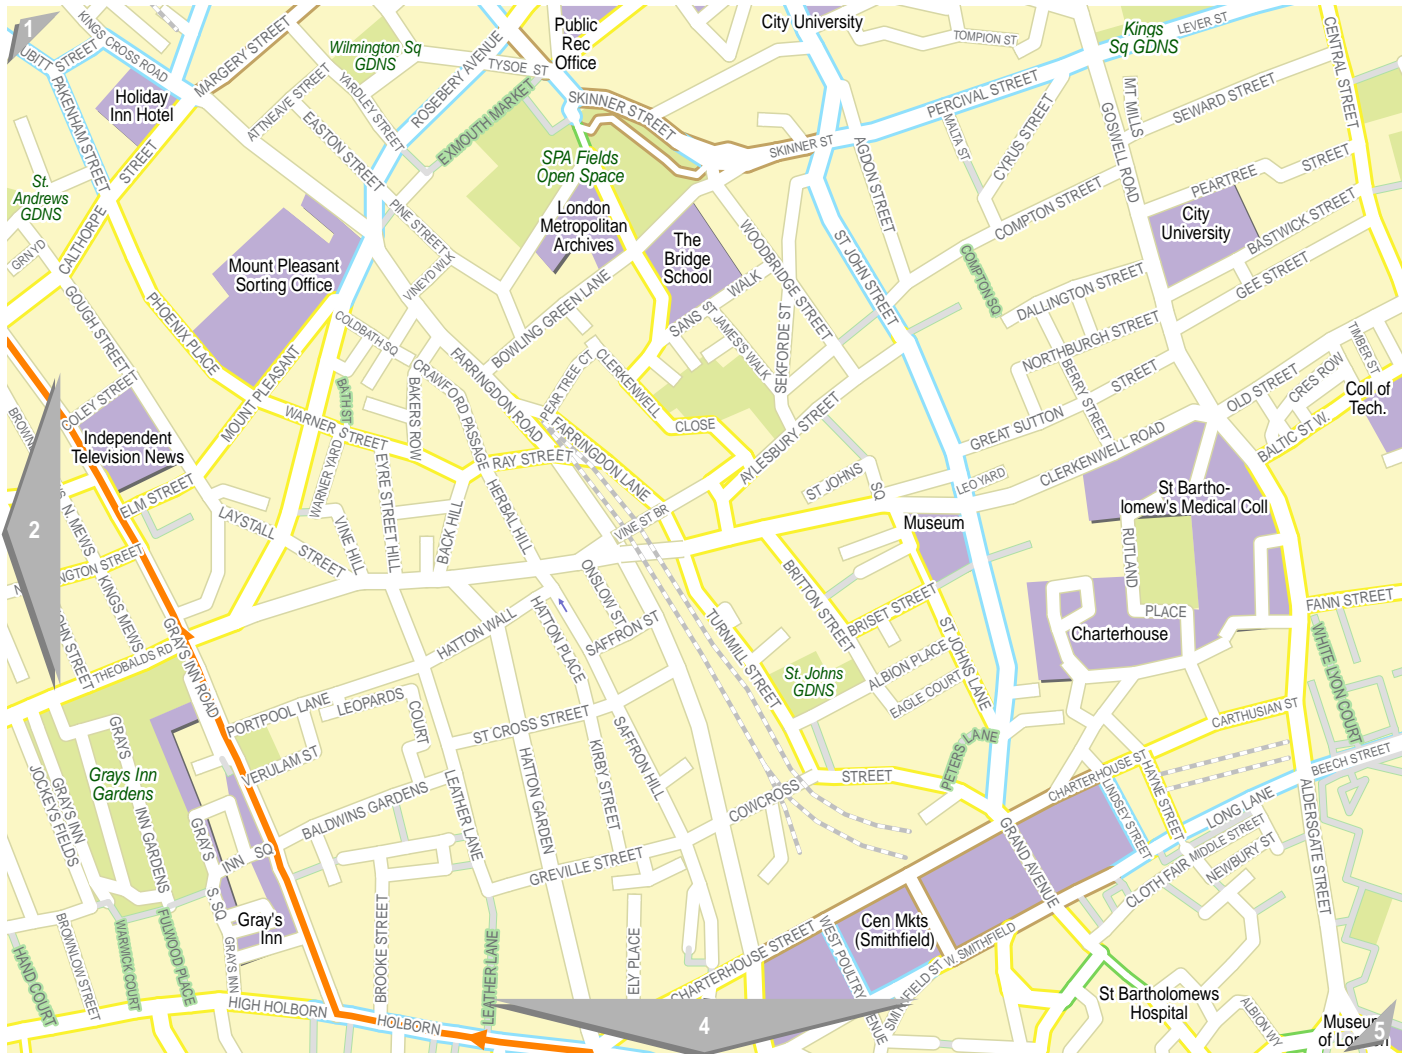 1
KINGS CROSS ROAD
UBITT STREET
PAKENHAM STREET
Holiday
Inn Hotel
MARGERY STREET
Wilmington Sq
GDNS
ATTNEAVE STREET
YARDLEY STREET
EASTON STREET
ROSEBERY AVENUE
TYSOE ST
EXMOUTH MARKET
Public
Rec
Office
City University
SKINNER STREET
SKINNER ST
TOMPION ST
Kings
Sq GDNS
LEVER ST
CENTRAL STREET
PERCIVAL STREET
MALTA ST
CYRUS STREET
MT MILLS
GOSWELL ROAD
SEWARD STREET
AGDON STREET
COMPTON STREET
COMPTON SQ
PEARTREE STREET
City
University
BASTWICK STREET
GEE STREET
DALLINGTON STREET
NORTHBURGH STREET
BERRY STREET
GREAT SUTTON STREET
OLD STREET
CRES ROW
TIMBER ST
BALTIC ST W.
Coll of
Tech.
St.
Andrews
GDNS
GRN YD
CALTHORPE STREET
GOUGH STREET
PHOENIX PLACE
Mount Pleasant
Sorting Office
MOUNT PLEASANT
PINE STREET
VINEYD WLK
SPA Fields
Open Space
London
Metropolitan
Archives
The
Bridge
School
BOWLING GREEN LANE
SANS WALK
ST JAMES'S WALK
WOODBRIDGE STREET
SEKFORDE ST
ST JOHN STREET
AYLESBURY STREET
COLDBATH SQ
CRAWFORD PASSAGE
FARRINGDON ROAD
PEAR TREE CT
CLERKENWELL
CLOSE
FARRINGDON LANE
RAY STREET
BAKERS ROW
BATH ST
WARNER STREET
WARNER YARD
EYRE STREET HILL
VINE HILL
BACK HILL
HERBAL HILL
VINE ST BR
COLEY STREET
BROWN
Independent
Television News
ELM STREET
LAYSTALL STREET
ST JOHNS SQ
LEO YARD
CLERKENWELL ROAD
St Bartho-
lomew's Medical Coll
Museum
RUTLAND
PLACE
Charterhouse
FANN STREET
2
N. MEWS
NGTON STREET
KINGS MEWS
JOHN STREET
THEOBALDS RD
GRAYS INN ROAD
PORTPOOL LANE
LEOPARDS
COURT
VERULAM ST
BALDWINS GARDENS
HATTON WALL
HATTON PLACE
ONSLOW ST
SAFFRON ST
ST CROSS STREET
HATTON GARDEN
KIRBY STREET
SAFFRON HILL
LEATHER LANE
GREVILLE STREET
TURNMILL STREET
BRITTON STREET
BRISET STREET
St. Johns
GDNS
ALBION PLACE
EAGLE COURT
ST JOHNS LANE
PETERS LANE
COWCROSS STREET
WHITE LYON COURT
CARTHUSIAN ST
BEECH STREET
CHARTERHOUSE ST
HAYNE STREET
LINDSEY STREET
LONG LANE
MIDDLE STREET
CLOTH FAIR
NEWBURY ST
ALDERSGATE STREET
GRAND AVENUE
Grays Inn
Gardens
GRAYS INN GARDENS
GRAYS INN
JOCKEYS FIELDS
GRAYS INN SQ
S. SQ
GRAYS INN
Gray's
Inn
WARWICK COURT
FULWOOD PLACE
BROWNLOW STREET
HAND COURT
HIGH HOLBORN
HOLBORN
BROOKE STREET
LEATHER LANE
ELY PLACE
CHARTERHOUSE STREET
WEST POULTRY AVENUE
Cen Mkts
(Smithfield)
W. SMITHFIELD
SMITHFIELD ST
4
St Bartholomews
Hospital
ALBION WY
Museum
of London
5